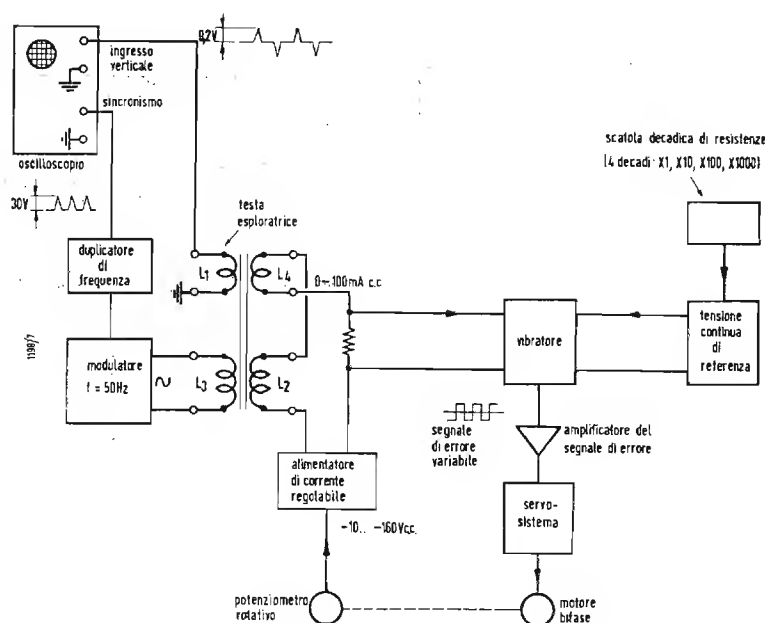 0,2V
ingresso
verticale
sincronismo
oscilloscopio
30V
duplicatore
di
frequenza
1198/7
modulatore
f = 50Hz
testa
esploratrice
L1
L4
L3
L2
0÷100mA c.c
alimentatore
di corrente
regolabile
-10.. -160Vc.c.
potenziometro
rotativo
vibratore
segnale
di errore
variabile
amplificatore del
segnale di errore
servo-
sistema
motore
bifase
scatola decadica di resistenze
(4 decadi: X1, X10, X100, X1000)
tensione
continua
di
referenza